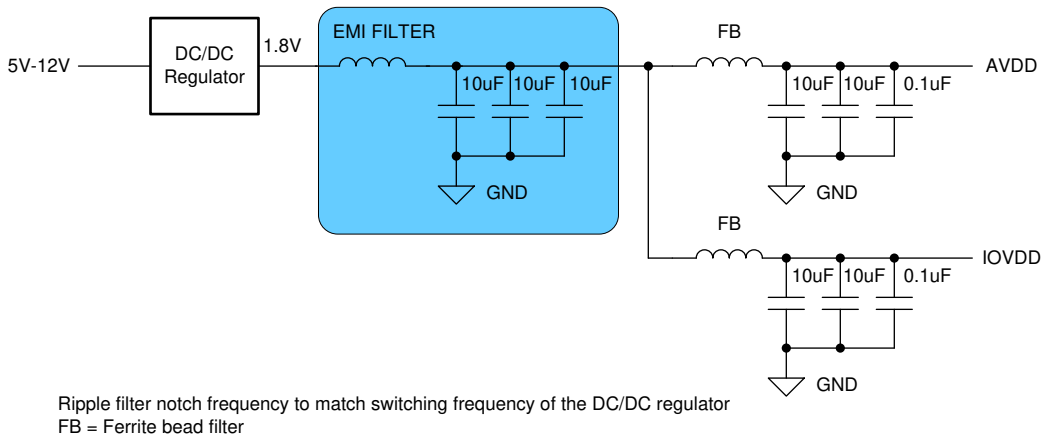 5V-12V
DC/DC
Regulator
1.8V
EMI FILTER
10uF 10uF 10uF
GND
FB
10uF 10uF 0.1uF
AVDD
GND
FB
10uF 10uF 0.1uF
IOVDD
GND
Ripple filter notch frequency to match switching frequency of the DC/DC regulator
FB = Ferrite bead filter